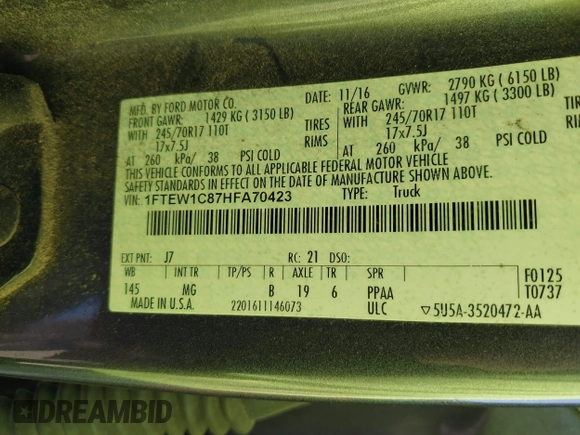 MFD. BY FORD MOTOR CO.
DATE: 11/16 GVWR: 2790 KG ( 6150 LB)
FRONT GAWR: 1429 KG ( 3150 LB)
REAR GAWR: 1497 KG ( 3300 LB)
WITH 245/70R17 110T TIRES WITH 245/70R17 110T
17x7.5J RIMS 17x7.5J
AT 260 kPa/ 38 PSI COLD AT 260 kPa/ 38 PSI COLD
THIS VEHICLE CONFORMS TO ALL APPLICABLE FEDERAL MOTOR VEHICLE
SAFETY STANDARDS IN EFFECT ON THE DATE OF MANUFACTURE SHOWN ABOVE.
VIN: 1FTEW1C87HFA70423 TYPE: Truck
EXT PNT: J7 RC: 21 DSO:
WB INT TR TP/PS R AXLE TR SPR F0125
145 MG B 19 6 PPAA T0737
MADE IN U.S.A. 2201611146073 ULC ▽5U5A-3520472-AA
DREAMBID